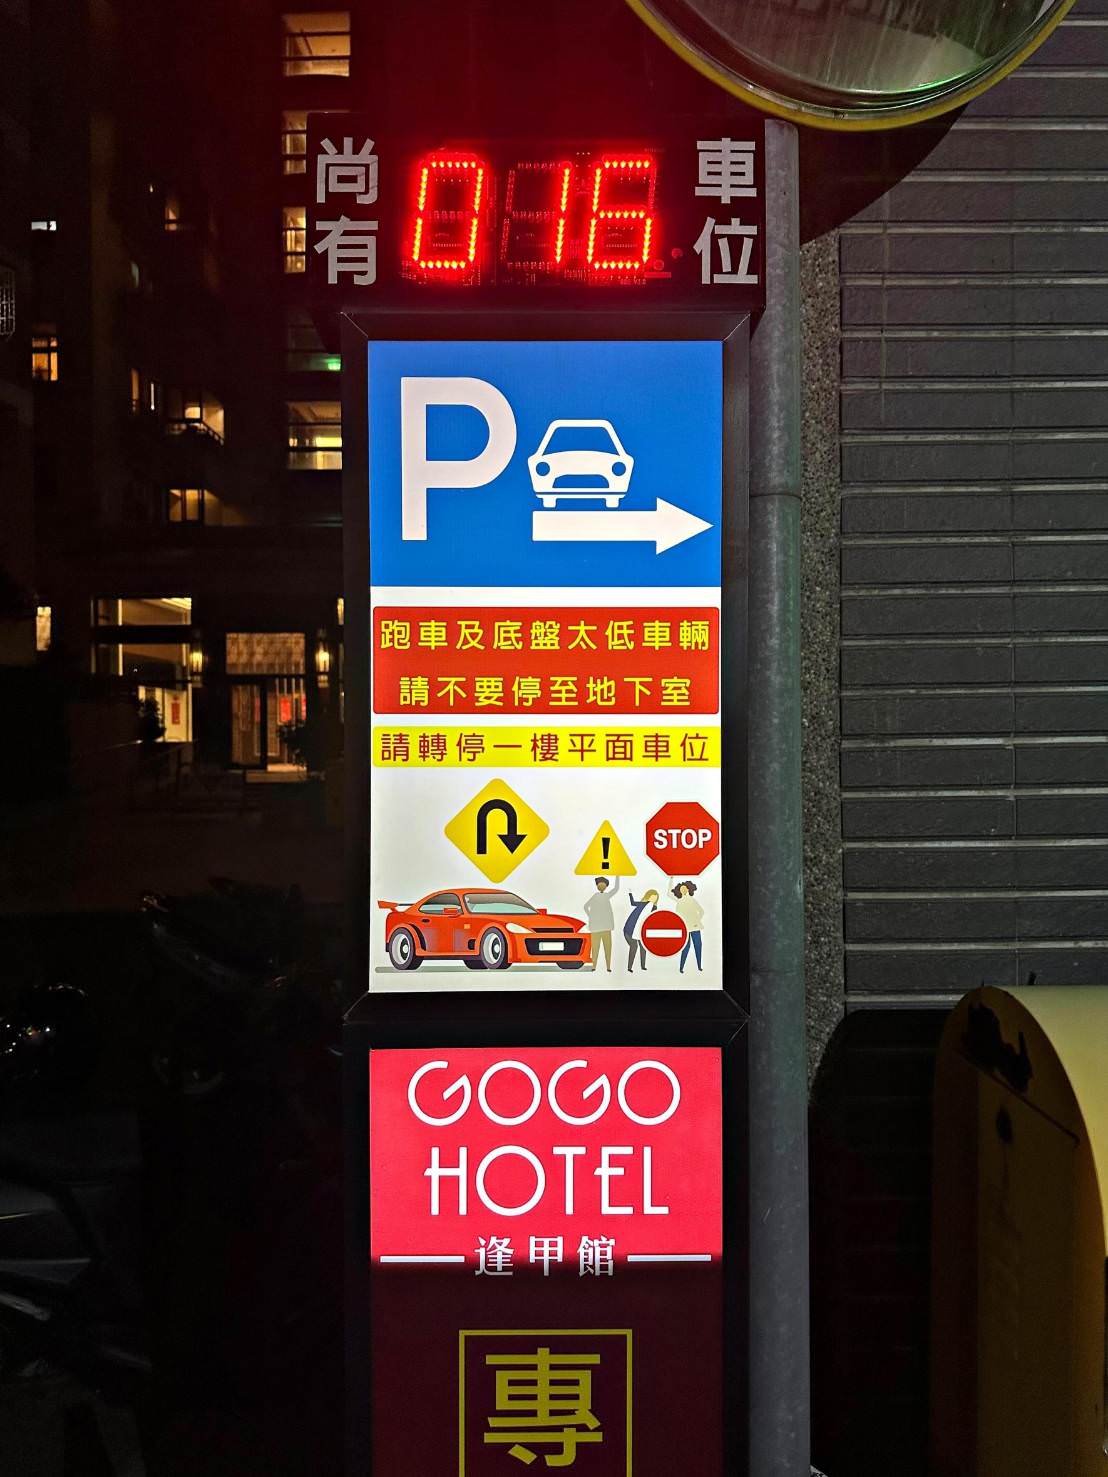 尚有 016 車位
P
跑車及底盤太低車輛
請不要停至地下室
請轉停一樓平面車位
!
STOP
GOGO
HOTEL
逢甲館
專